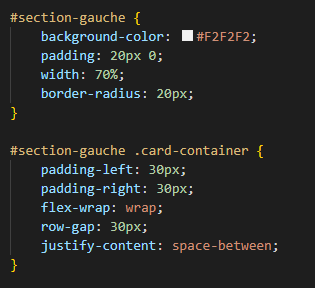 #section-gauche {
    background-color: #F2F2F2;
    padding: 20px 0;
    width: 70%;
    border-radius: 20px;
}

#section-gauche .card-container {
    padding-left: 30px;
    padding-right: 30px;
    flex-wrap: wrap;
    row-gap: 30px;
    justify-content: space-between;
}